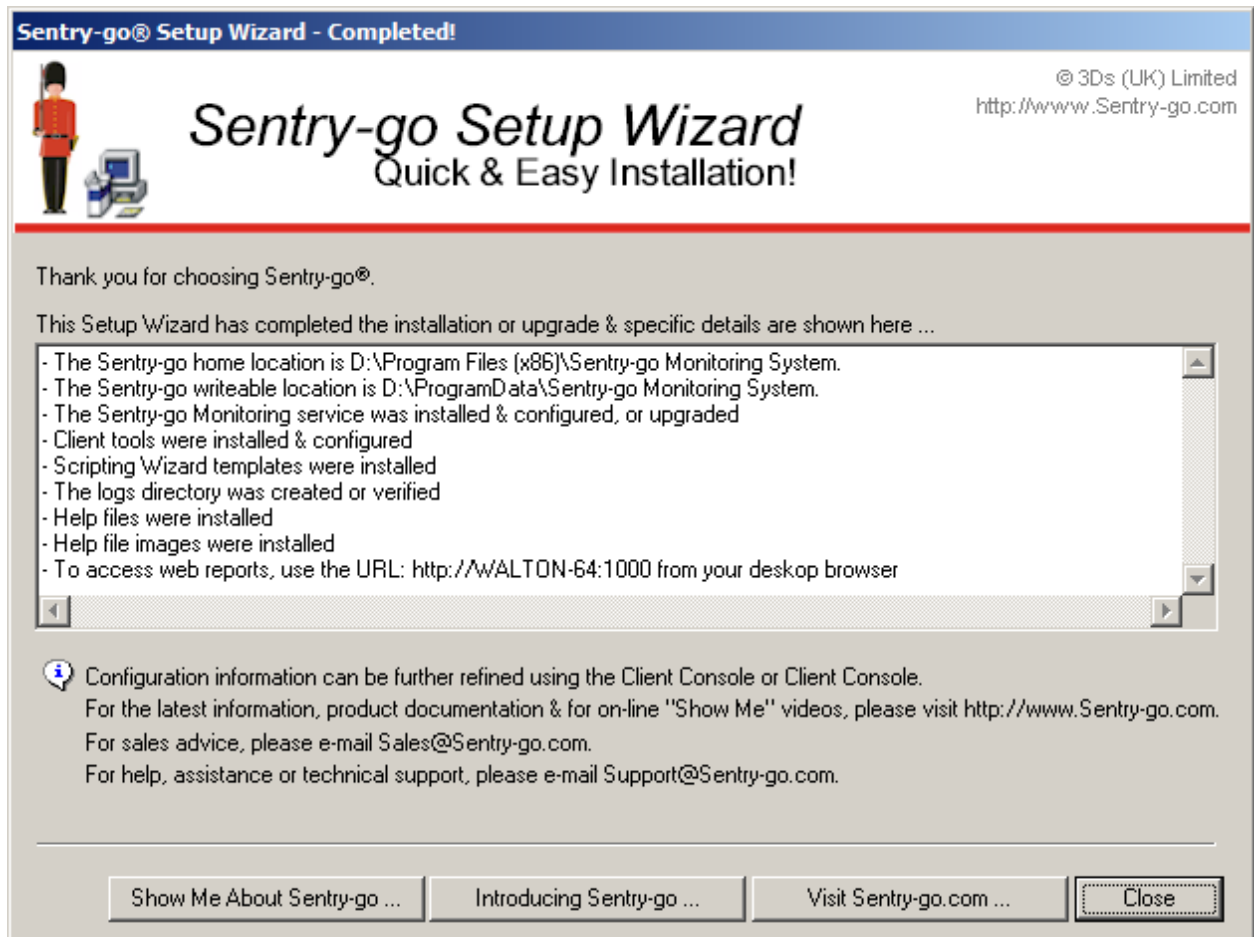 Sentry-go® Setup Wizard - Completed!
© 3Ds (UK) Limited
http://www.Sentry-go.com
Sentry-go Setup Wizard
Quick & Easy Installation!
Thank you for choosing Sentry-go®.
This Setup Wizard has completed the installation or upgrade & specific details are shown here ...
- The Sentry-go home location is D:\Program Files (x86)\Sentry-go Monitoring System.
- The Sentry-go writeable location is D:\ProgramData\Sentry-go Monitoring System.
- The Sentry-go Monitoring service was installed & configured, or upgraded
- Client tools were installed & configured
- Scripting Wizard templates were installed
- The logs directory was created or verified
- Help files were installed
- Help file images were installed
- To access web reports, use the URL: http://WALTON-64:1000 from your deskop browser
Configuration information can be further refined using the Client Console or Client Console.
For the latest information, product documentation & for on-line "Show Me" videos, please visit http://www.Sentry-go.com.
For sales advice, please e-mail Sales@Sentry-go.com.
For help, assistance or technical support, please e-mail Support@Sentry-go.com.
Show Me About Sentry-go ...
Introducing Sentry-go ...
Visit Sentry-go.com ...
Close